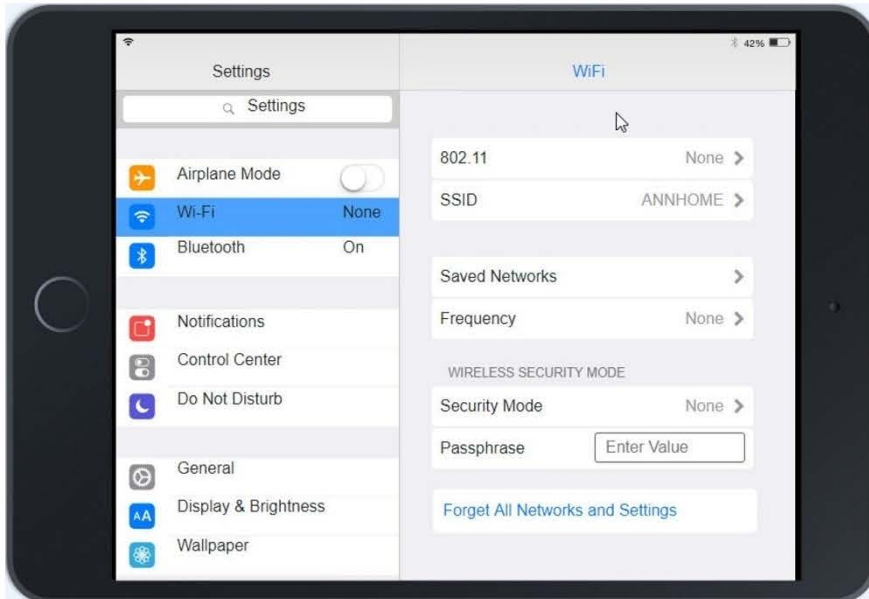 42%
Settings
WiFi
Settings
Airplane Mode
Wi-Fi None
Bluetooth On
Notifications
Control Center
Do Not Disturb
General
AA Display & Brightness
Wallpaper
802.11 None
SSID ANNHOME
Saved Networks
Frequency None
WIRELESS SECURITY MODE
Security Mode None
Passphrase Enter Value
Forget All Networks and Settings